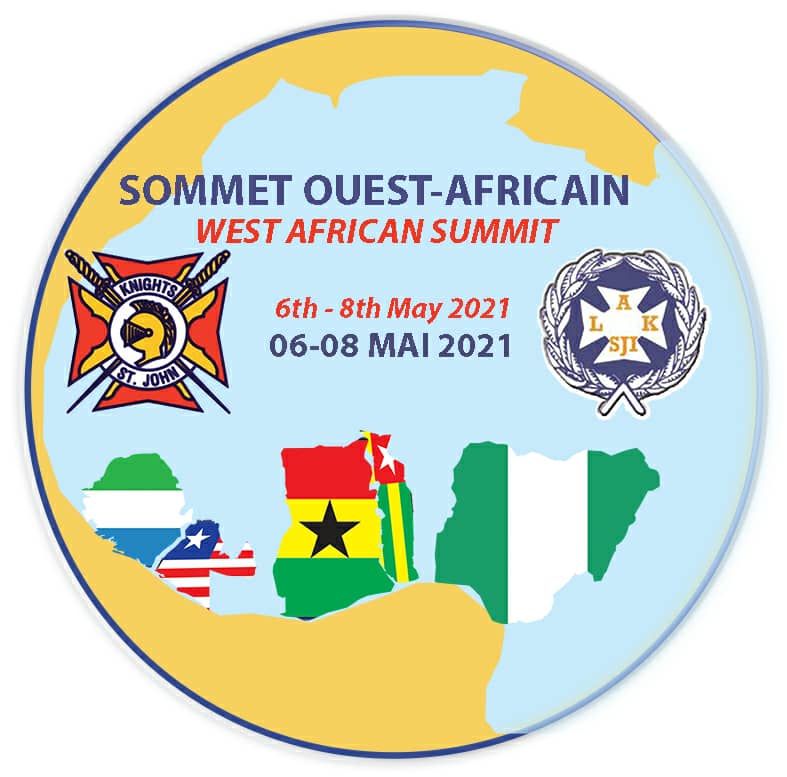 SOMMET OUEST-AFRICAIN
WEST AFRICAN SUMMIT
KNIGHTS
ST. JOHN
6th - 8th May 2021
06-08 MAI 2021
A
L K
SJI